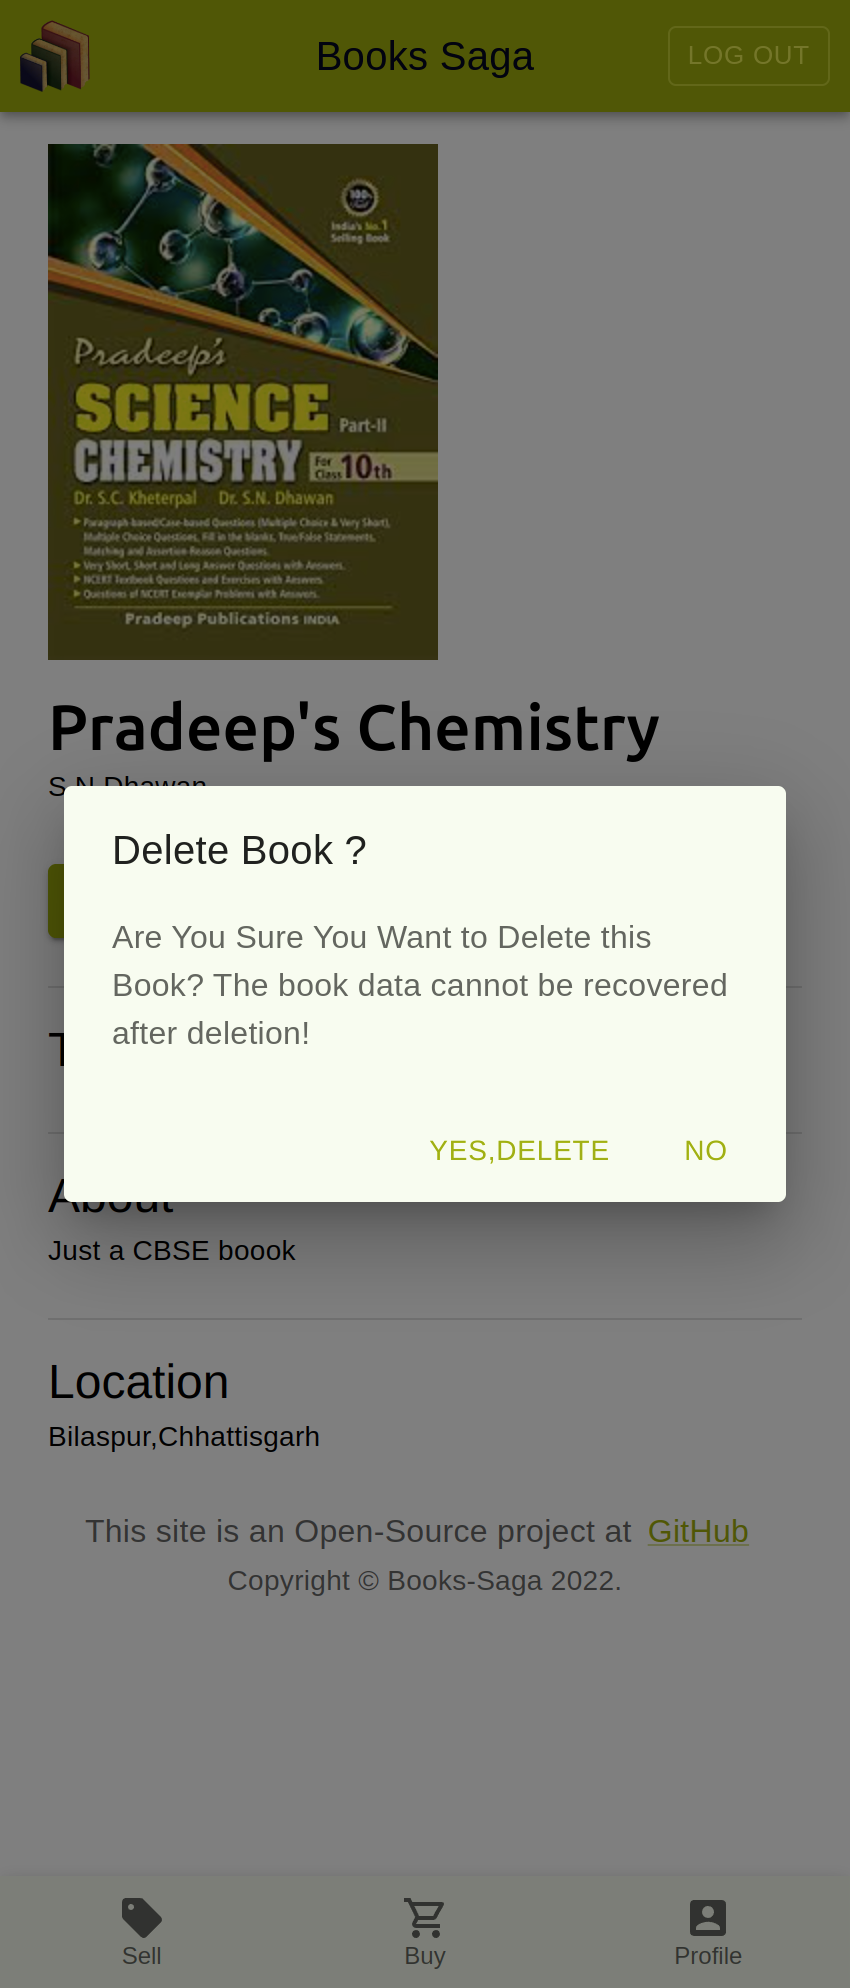 Books Saga
LOG OUT
100%
India's No.1
Selling Book
Pradeep's
SCIENCE
Part-II
CHEMISTRY
For Class 10th
Dr. S.C. Kheterpal Dr. S.N. Dhawan
Paragraph-based/Case-based Questions (Multiple Choice & Very Short),
Multiple Choice Questions, Fill in the blanks, True/False Statements,
Matching and Assertion-Reason Questions.
Very Short, Short and Long Answer Questions with Answers.
NCERT Textbook Questions and Exercises with Answers.
Questions of NCERT Exemplar Problems with Answers.
Pradeep Publications INDIA
Pradeep's Chemistry
S.N Dhawan
Delete Book ?
Are You Sure You Want to Delete this
Book? The book data cannot be recovered
after deletion!
YES,DELETE
NO
About
Just a CBSE boook
Location
Bilaspur,Chhattisgarh
This site is an Open-Source project at GitHub
Copyright © Books-Saga 2022.
Sell
Buy
Profile